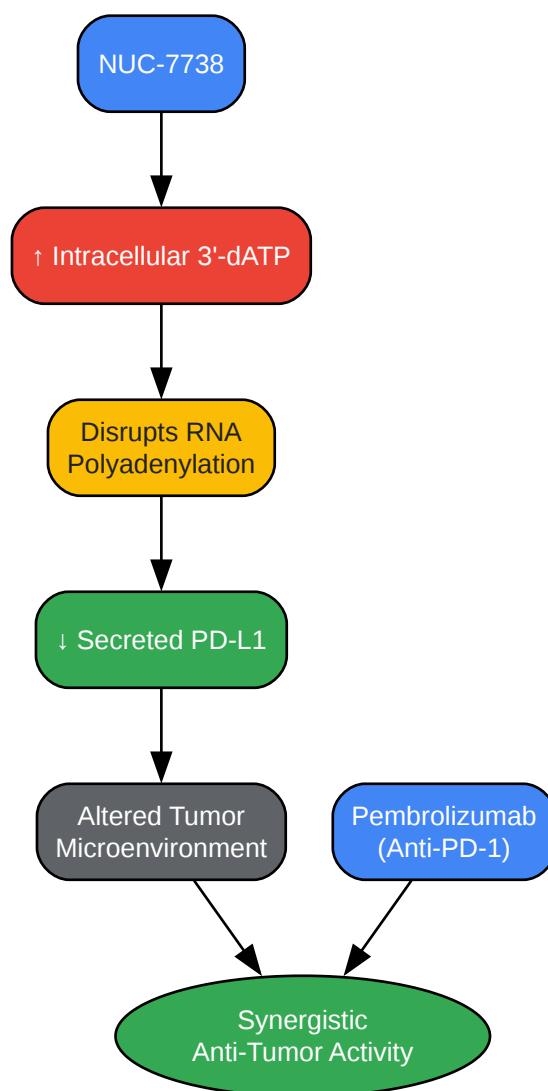 NUC-7738
↑ Intracellular 3'-dATP
Disrupts RNA
Polyadenylation
↓ Secreted PD-L1
Altered Tumor
Microenvironment
Pembrolizumab
(Anti-PD-1)
Synergistic
Anti-Tumor Activity